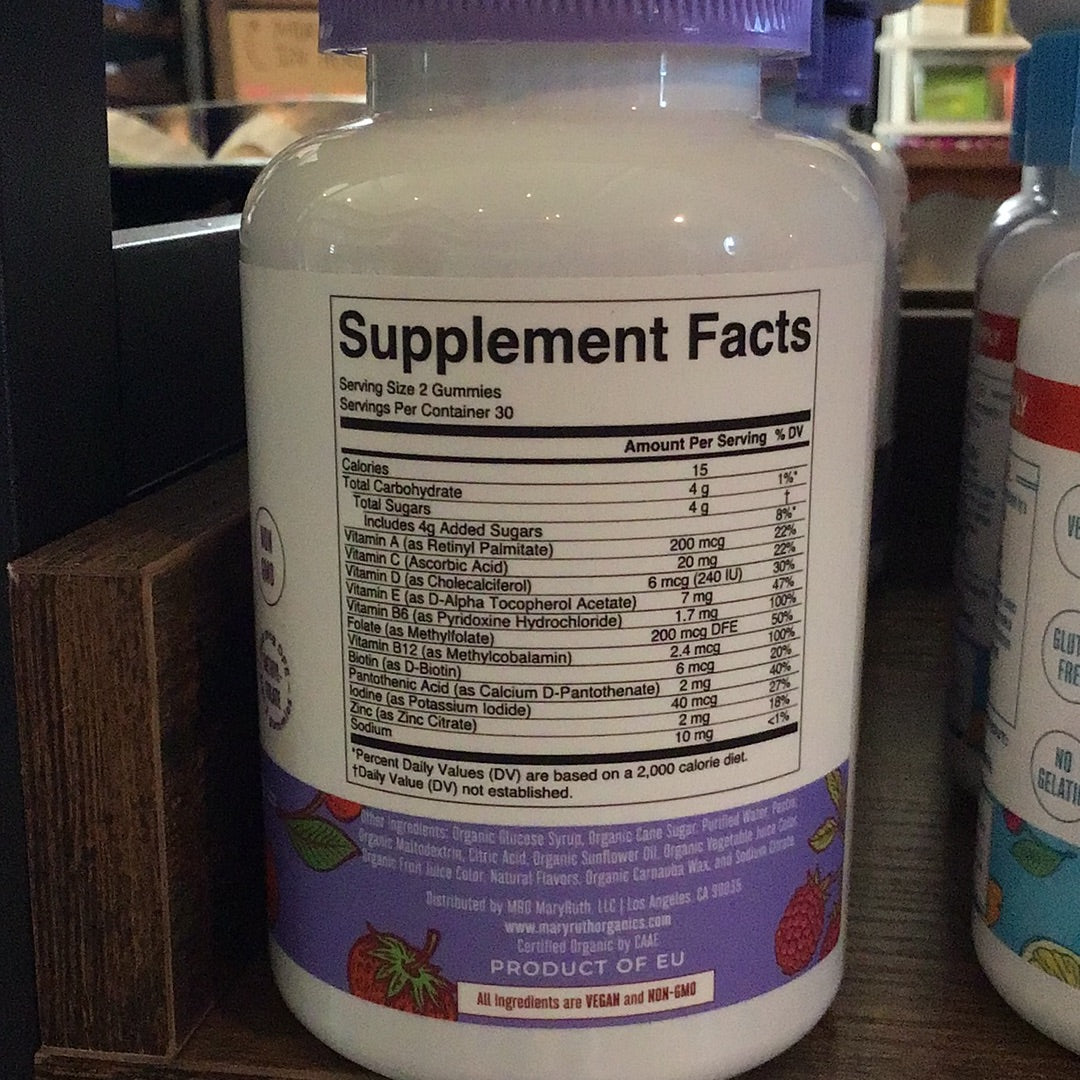 Supplement Facts
Serving Size 2 Gummies
Servings Per Container 30
Amount Per Serving % DV
Calories 15
Total Carbohydrate 4 g 1%*
Total Sugars 4 g †
Includes 4g Added Sugars 8%*
Vitamin A (as Retinyl Palmitate) 200 mcg 22%
Vitamin C (Ascorbic Acid) 20 mg 22%
Vitamin D (as Cholecalciferol) 6 mcg (240 IU) 30%
Vitamin E (as D-Alpha Tocopherol Acetate) 7 mg 47%
Vitamin B6 (as Pyridoxine Hydrochloride) 1.7 mg 100%
Folate (as Methylfolate) 200 mcg DFE 50%
Vitamin B12 (as Methylcobalamin) 2.4 mcg 100%
Biotin (as D-Biotin) 6 mcg 20%
Pantothenic Acid (as Calcium D-Pantothenate) 2 mg 40%
Iodine (as Potassium Iodide) 40 mcg 27%
Zinc (as Zinc Citrate) 2 mg 18%
Sodium 10 mg <1%
*Percent Daily Values (DV) are based on a 2,000 calorie diet.
†Daily Value (DV) not established.
Other Ingredients: Organic Glucose Syrup, Organic Cane Sugar, Purified Water, Pectin,
Organic Maltodextrin, Citric Acid, Organic Sunflower Oil, Organic Vegetable Juice Color,
Organic Fruit Juice Color, Natural Flavors, Organic Carnauba Wax, and Sodium Citrate.
Distributed by MRO MaryRuth, LLC | Los Angeles, CA 90035
www.maryruthorganics.com
Certified Organic by CAAE
PRODUCT OF EU
All Ingredients are VEGAN and NON-GMO
NON
GMO
VE
GLUT
FRE
NO
GELATI